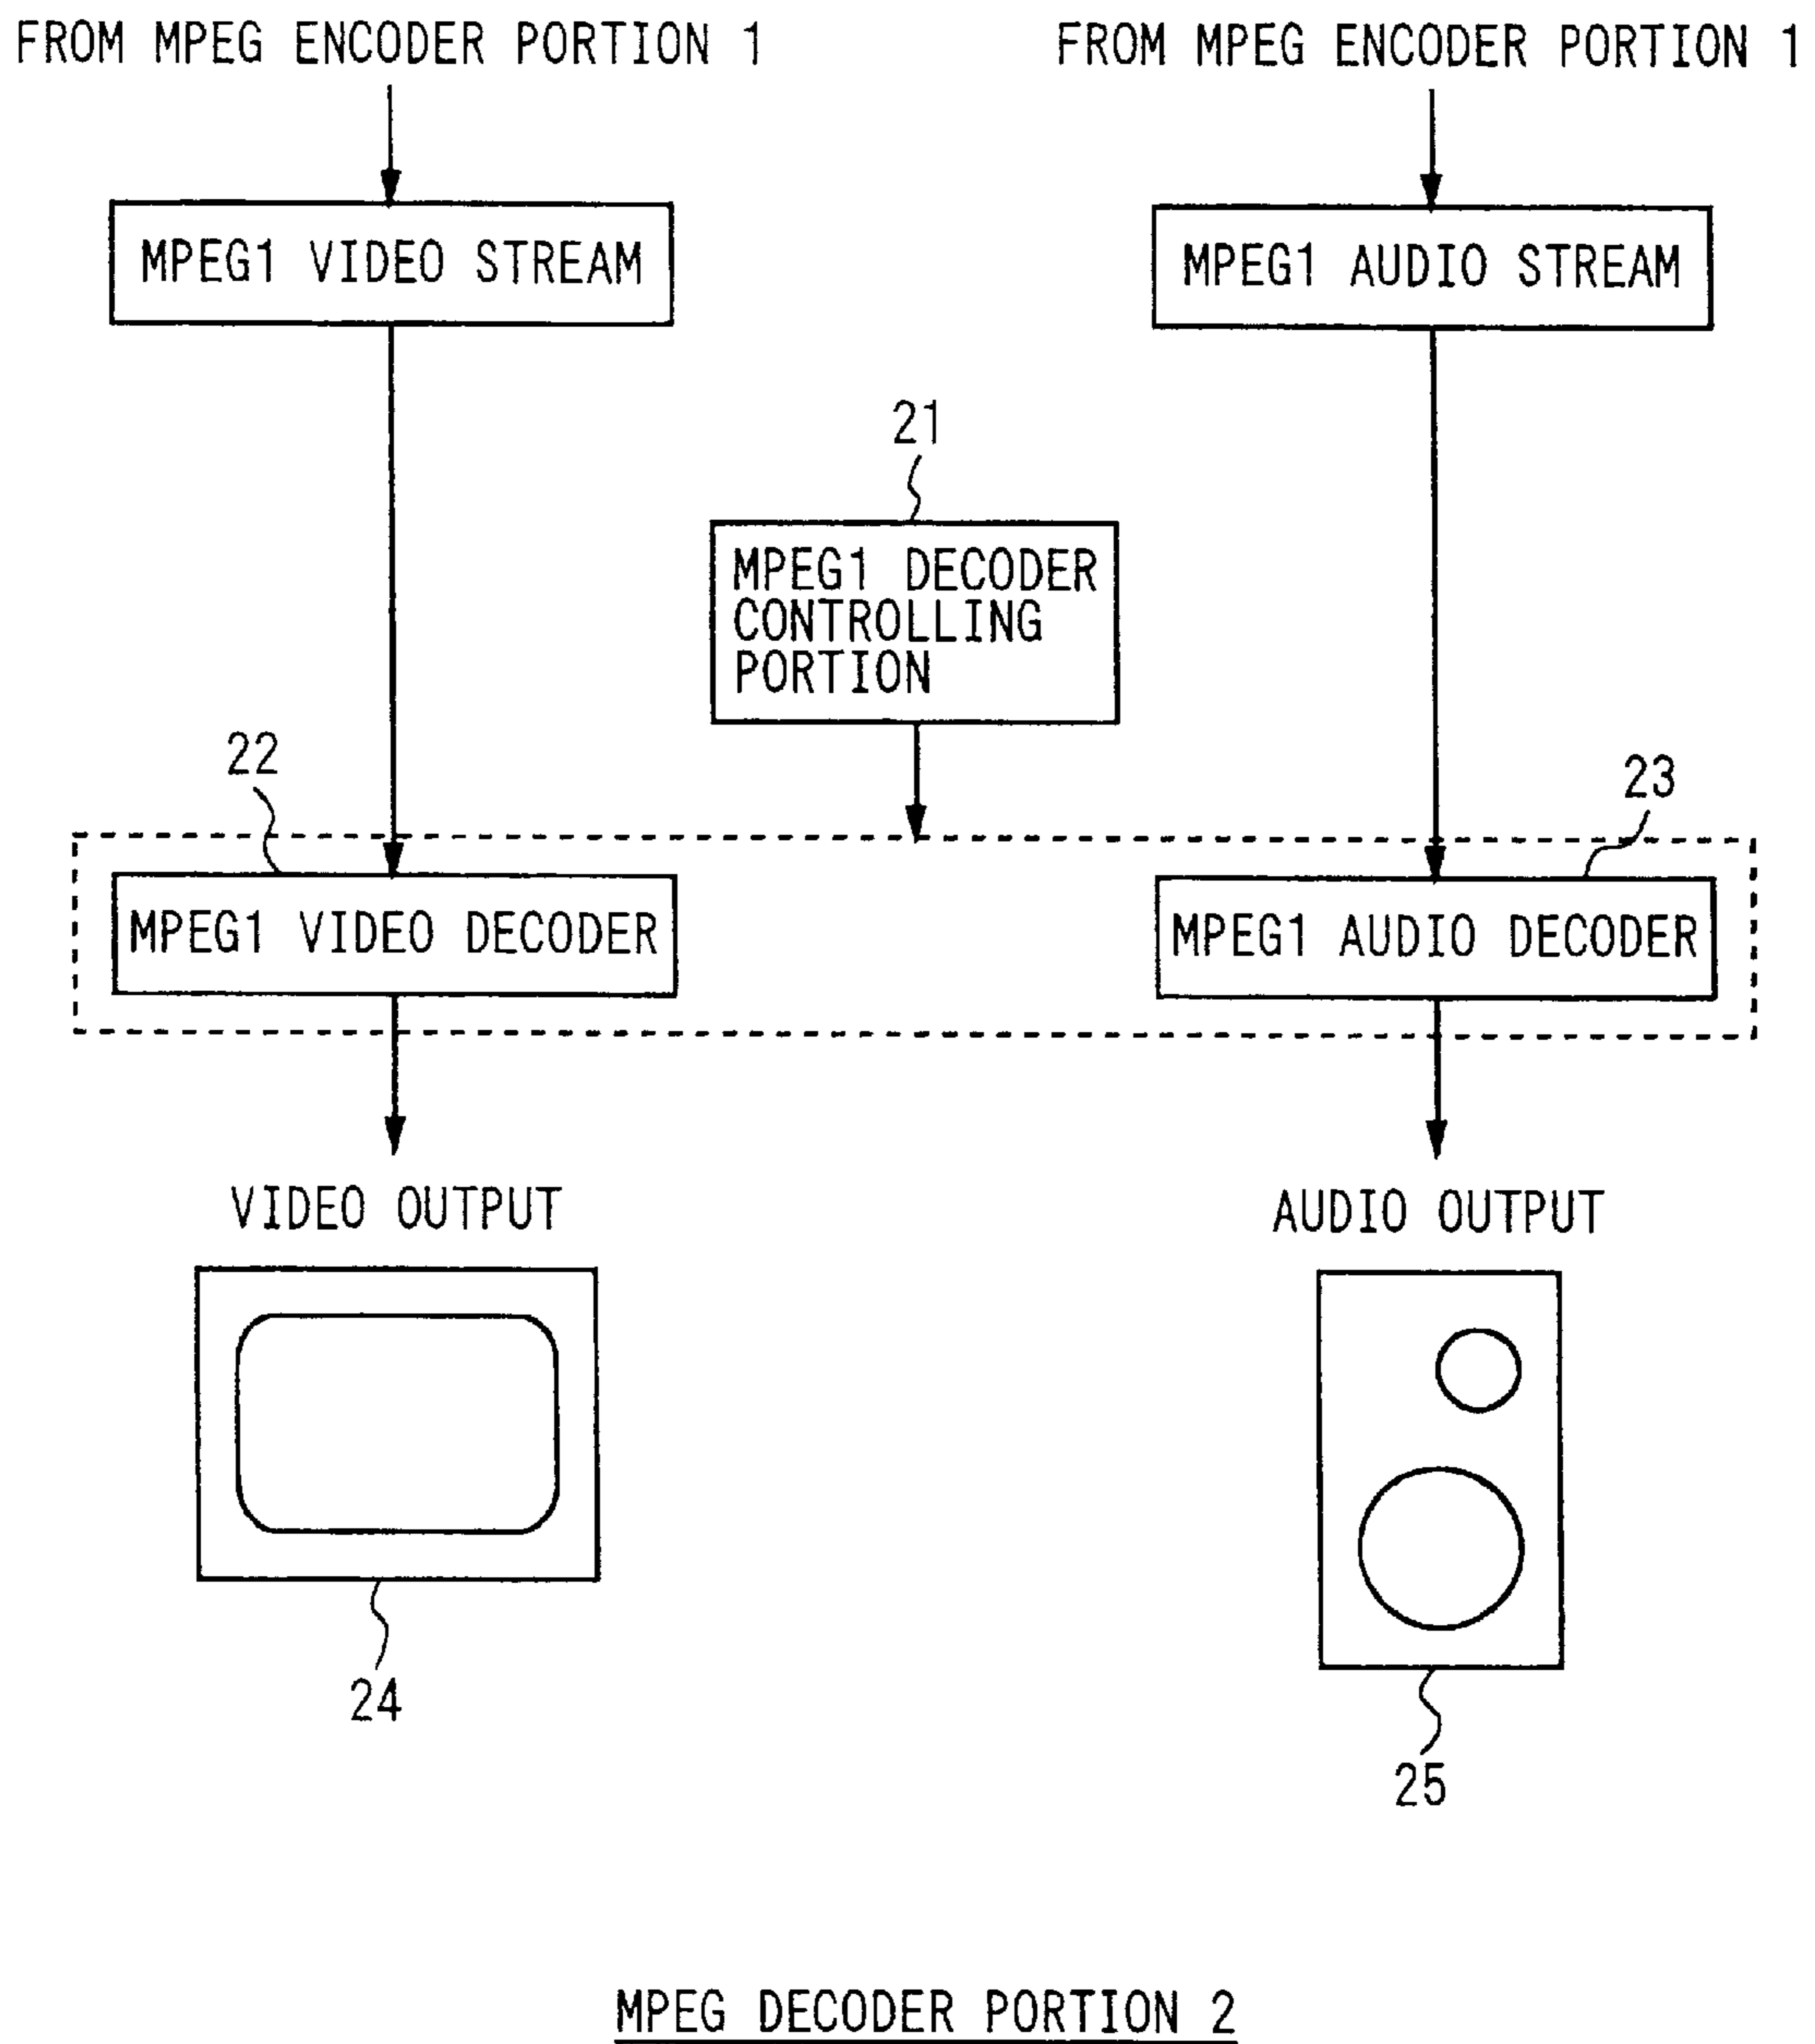 FROM MPEG ENCODER PORTION 1
FROM MPEG ENCODER PORTION 1
MPEG1 VIDEO STREAM
MPEG1 AUDIO STREAM
21
MPEG1 DECODER
CONTROLLING
PORTION
22
23
MPEG1 VIDEO DECODER
MPEG1 AUDIO DECODER
VIDEO OUTPUT
AUDIO OUTPUT
24
25
MPEG DECODER PORTION 2